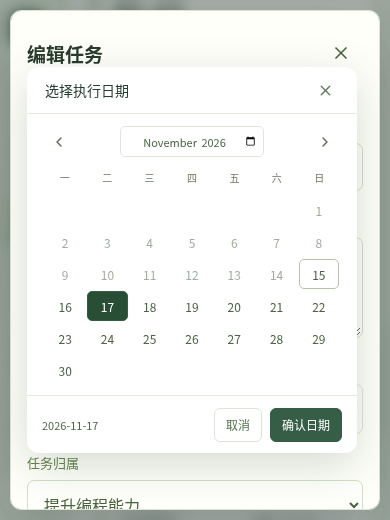 编辑任务
选择执行日期
November 2026
一 二 三 四 五 六 日
1
2 3 4 5 6 7 8
9 10 11 12 13 14 15
16 17 18 19 20 21 22
23 24 25 26 27 28 29
30
2026-11-17 取消 确认日期
任务归属
提升编程能力